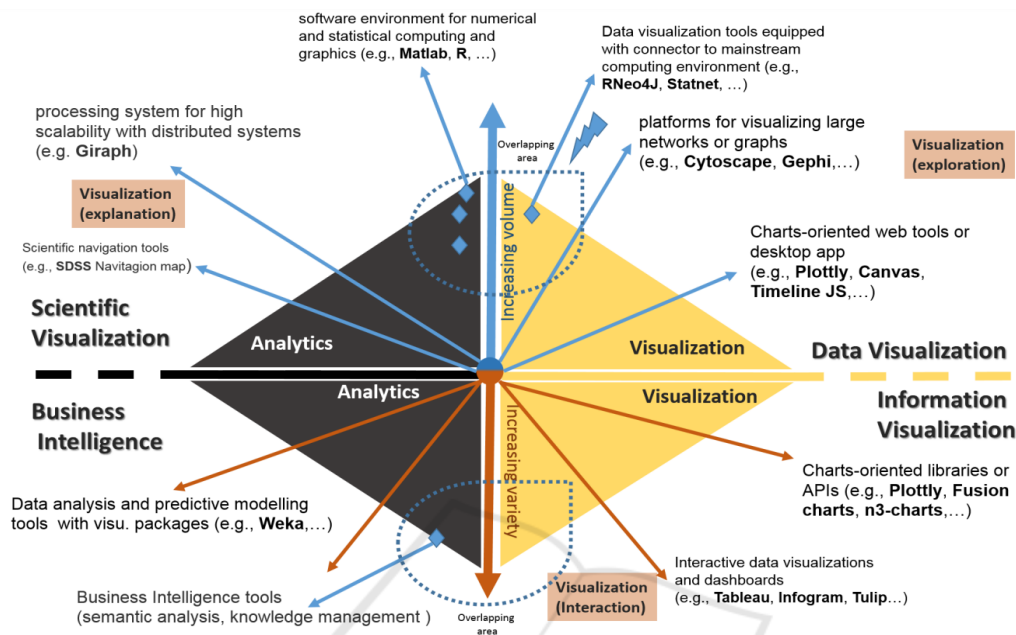 software environment for numerical
and statistical computing and
graphics (e.g., Matlab, R, …)
Data visualization tools equipped
with connector to mainstream
computing environment (e.g.,
RNeo4J, Statnet, …)
processing system for high
scalability with distributed systems
(e.g. Giraph)
platforms for visualizing large
networks or graphs
(e.g., Cytoscape, Gephi,…)
Visualization
(exploration)
Overlapping
area
Visualization
(explanation)
Increasing volume
Scientific navigation tools
(e.g., SDSS Navitagion map)
Charts-oriented web tools or
desktop app
(e.g., Plottly, Canvas,
Timeline JS,…)
Scientific
Visualization
Analytics
Visualization
Data Visualization
Business
Intelligence
Analytics
Visualization
Information
Visualization
Increasing variety
Data analysis and predictive modelling
tools with visu. packages (e.g., Weka,…)
Charts-oriented libraries or
APIs (e.g., Plottly, Fusion
charts, n3-charts,…)
Business Intelligence tools
(semantic analysis, knowledge management )
Overlapping
area
Visualization
(Interaction)
Interactive data visualizations
and dashboards
(e.g., Tableau, Infogram, Tulip…)